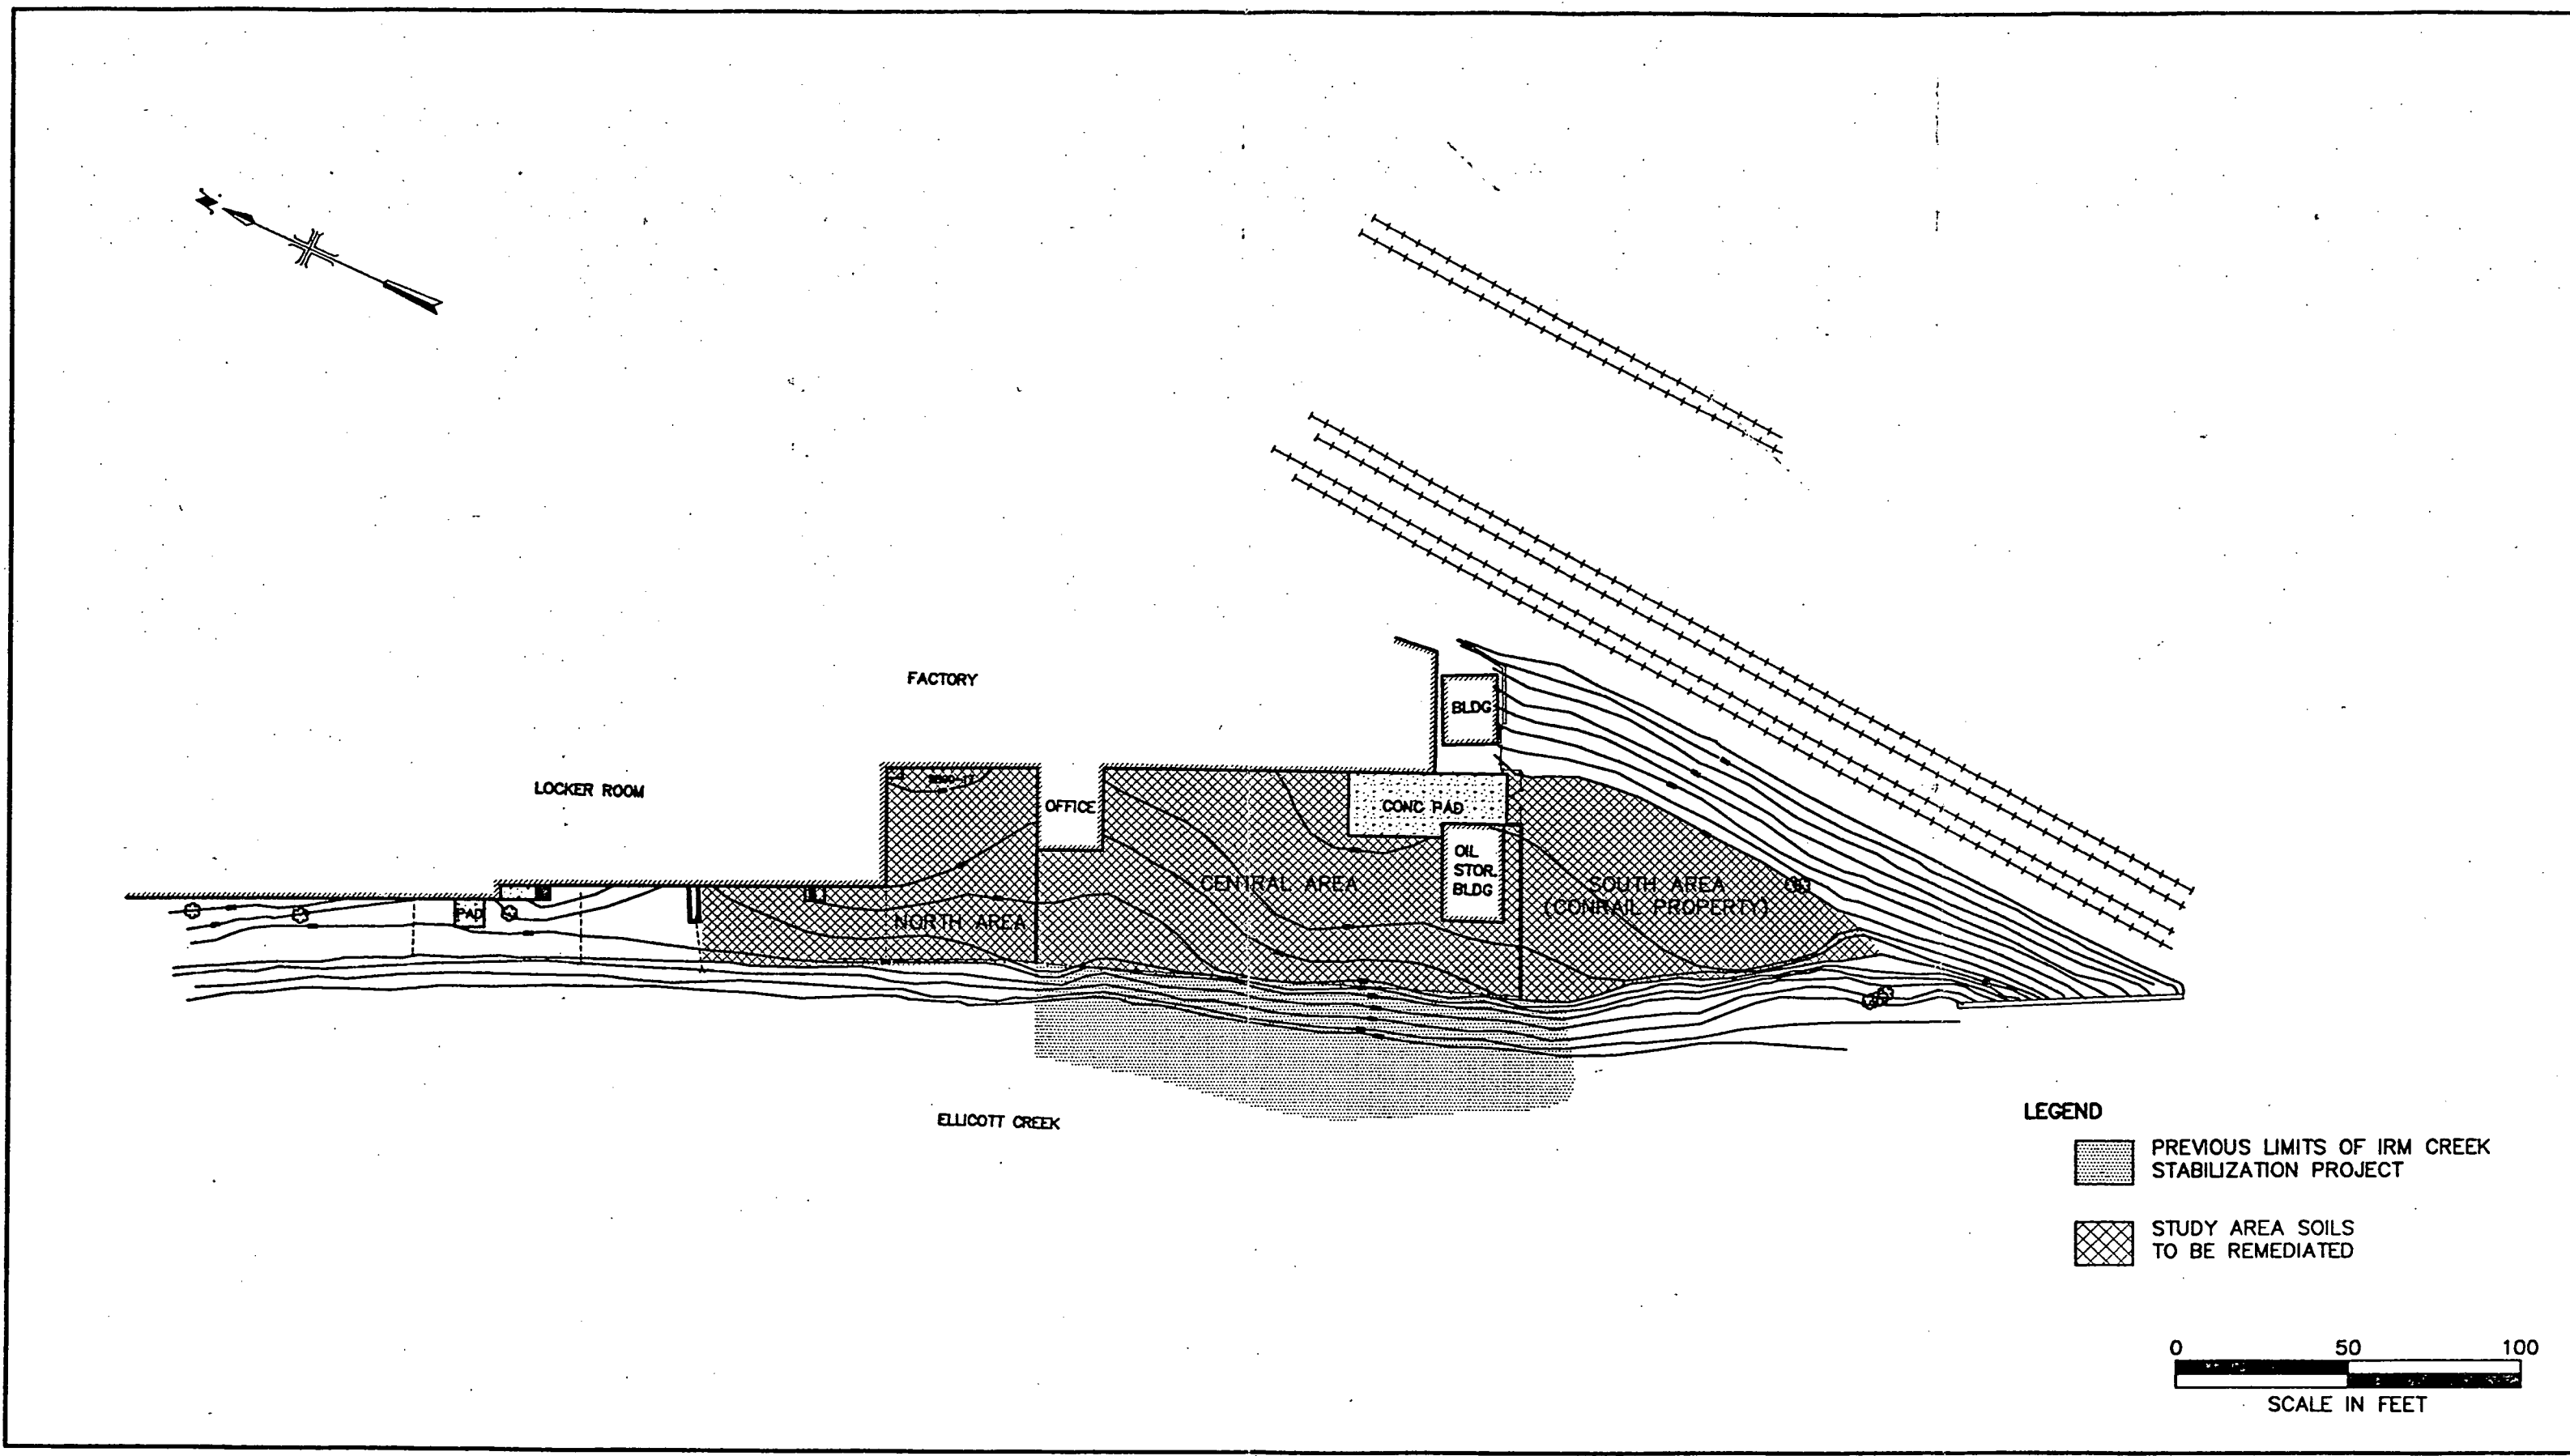 N.
FACTORY
BLDG
LOCKER ROOM
OFFICE
CONC PAD
OIL
STOR.
BLDG
CENTRAL AREA
SOUTH AREA
(CONRAIL PROPERTY)
PAD
NORTH AREA
ELLICOTT CREEK
LEGEND
PREVIOUS LIMITS OF IRM CREEK
STABILIZATION PROJECT
STUDY AREA SOILS
TO BE REMEDIATED
0 50 100
SCALE IN FEET